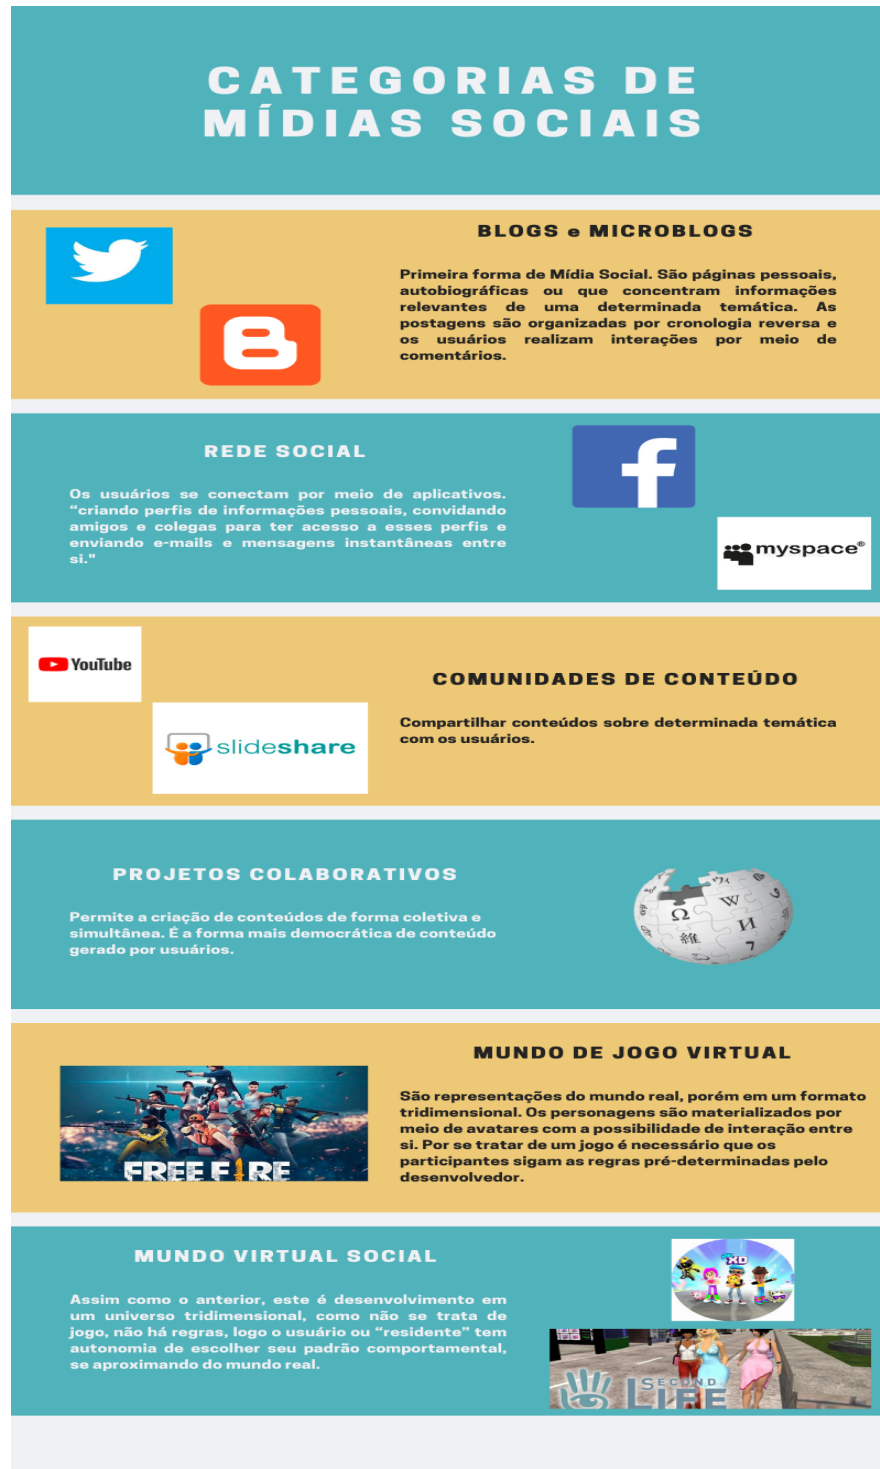 CATEGORIAS DE
MÍDIAS SOCIAIS
BLOGS e MICROBLOGS
Primeira forma de Mídia Social. São páginas pessoais,
autobiográficas ou que concentram informações
relevantes de uma determinada temática. As
postagens são organizadas por cronologia reversa e
os usuários realizam interações por meio de
comentários.
REDE SOCIAL
Os usuários se conectam por meio de aplicativos.
“criando perfis de informações pessoais, convidando
amigos e colegas para ter acesso a esses perfis e
enviando e-mails e mensagens instantâneas entre
si."
myspace®
YouTube
slideshare
COMUNIDADES DE CONTEÚDO
Compartilhar conteúdos sobre determinada temática
com os usuários.
PROJETOS COLABORATIVOS
Permite a criação de conteúdos de forma coletiva e
simultânea. É a forma mais democrática de conteúdo
gerado por usuários.
Ω W И
維 7
MUNDO DE JOGO VIRTUAL
São representações do mundo real, porém em um formato
tridimensional. Os personagens são materializados por
meio de avatares com a possibilidade de interação entre
si. Por se tratar de um jogo é necessário que os
participantes sigam as regras pré-determinadas pelo
desenvolvedor.
FREE FIRE
MUNDO VIRTUAL SOCIAL
Assim como o anterior, este é desenvolvimento em
um universo tridimensional, como não se trata de
jogo, não há regras, logo o usuário ou “residente” tem
autonomia de escolher seu padrão comportamental,
se aproximando do mundo real.
XD
SECOND
LIFE